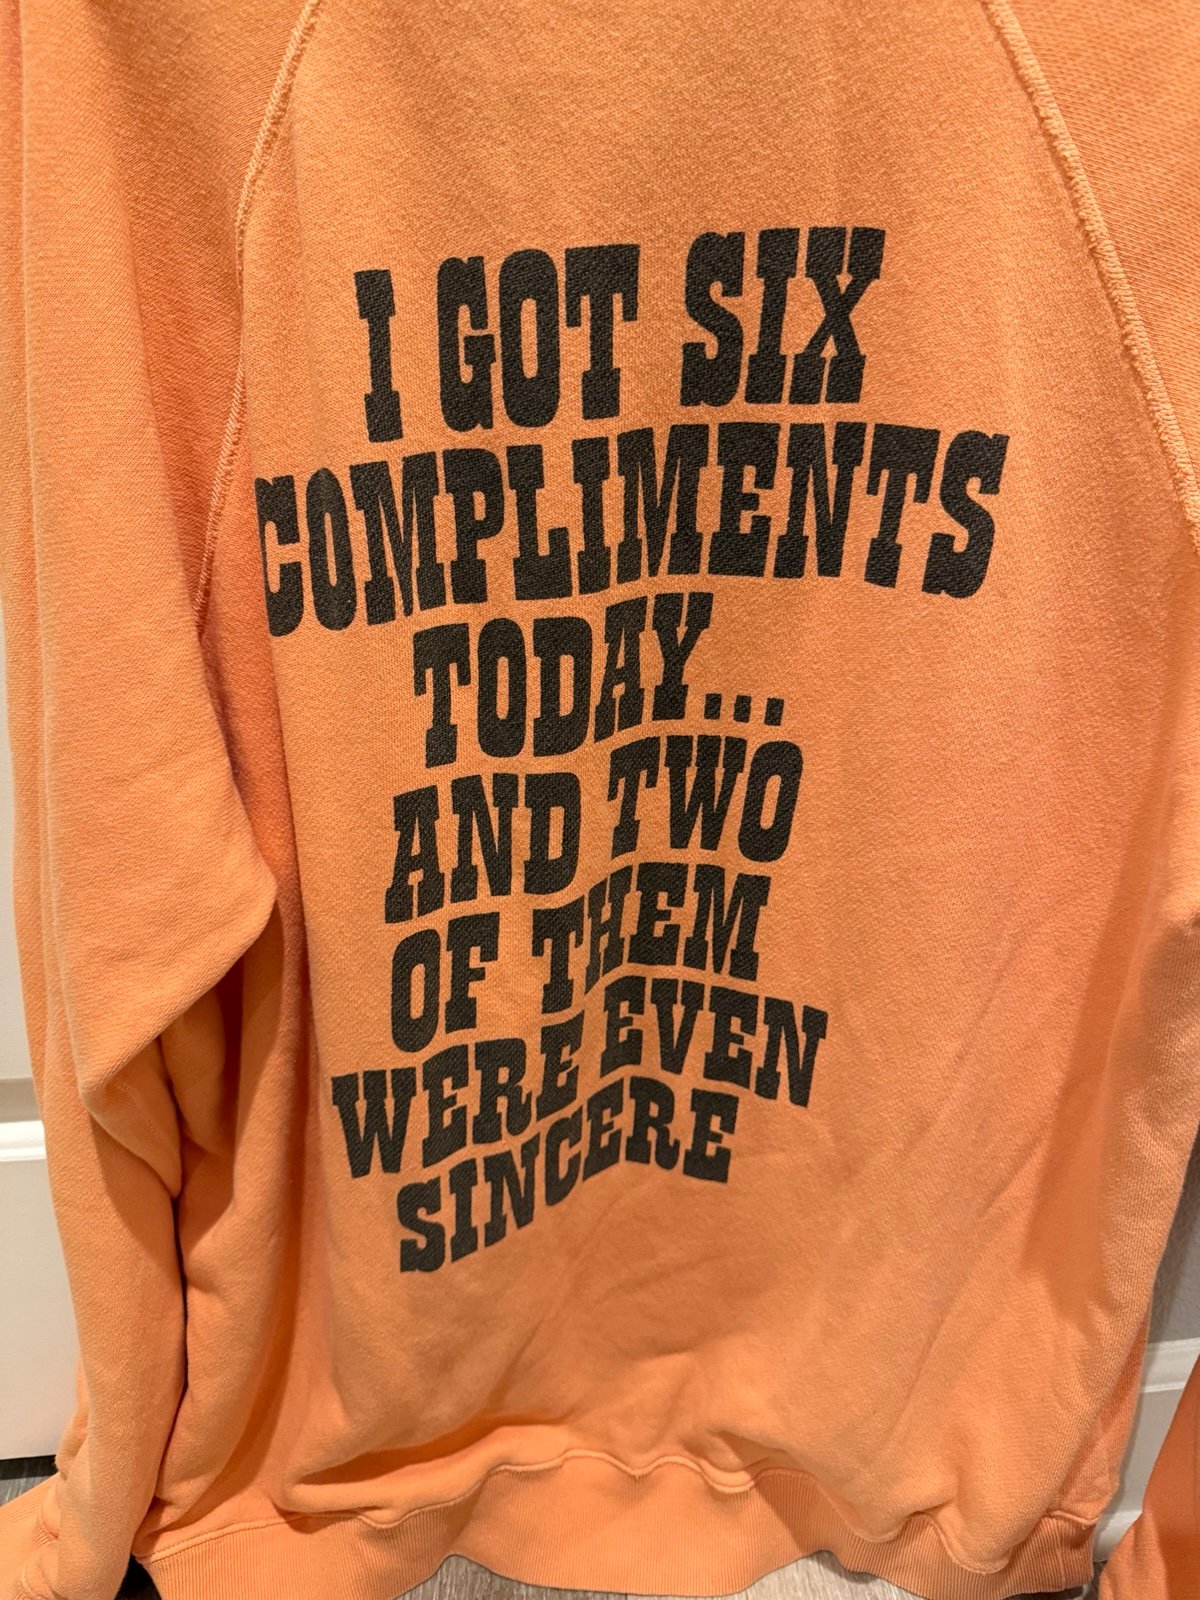 I GOT SIX
COMPLIMENTS
TODAY...
AND TWO
OF THEM
WERE EVEN
SINCERE